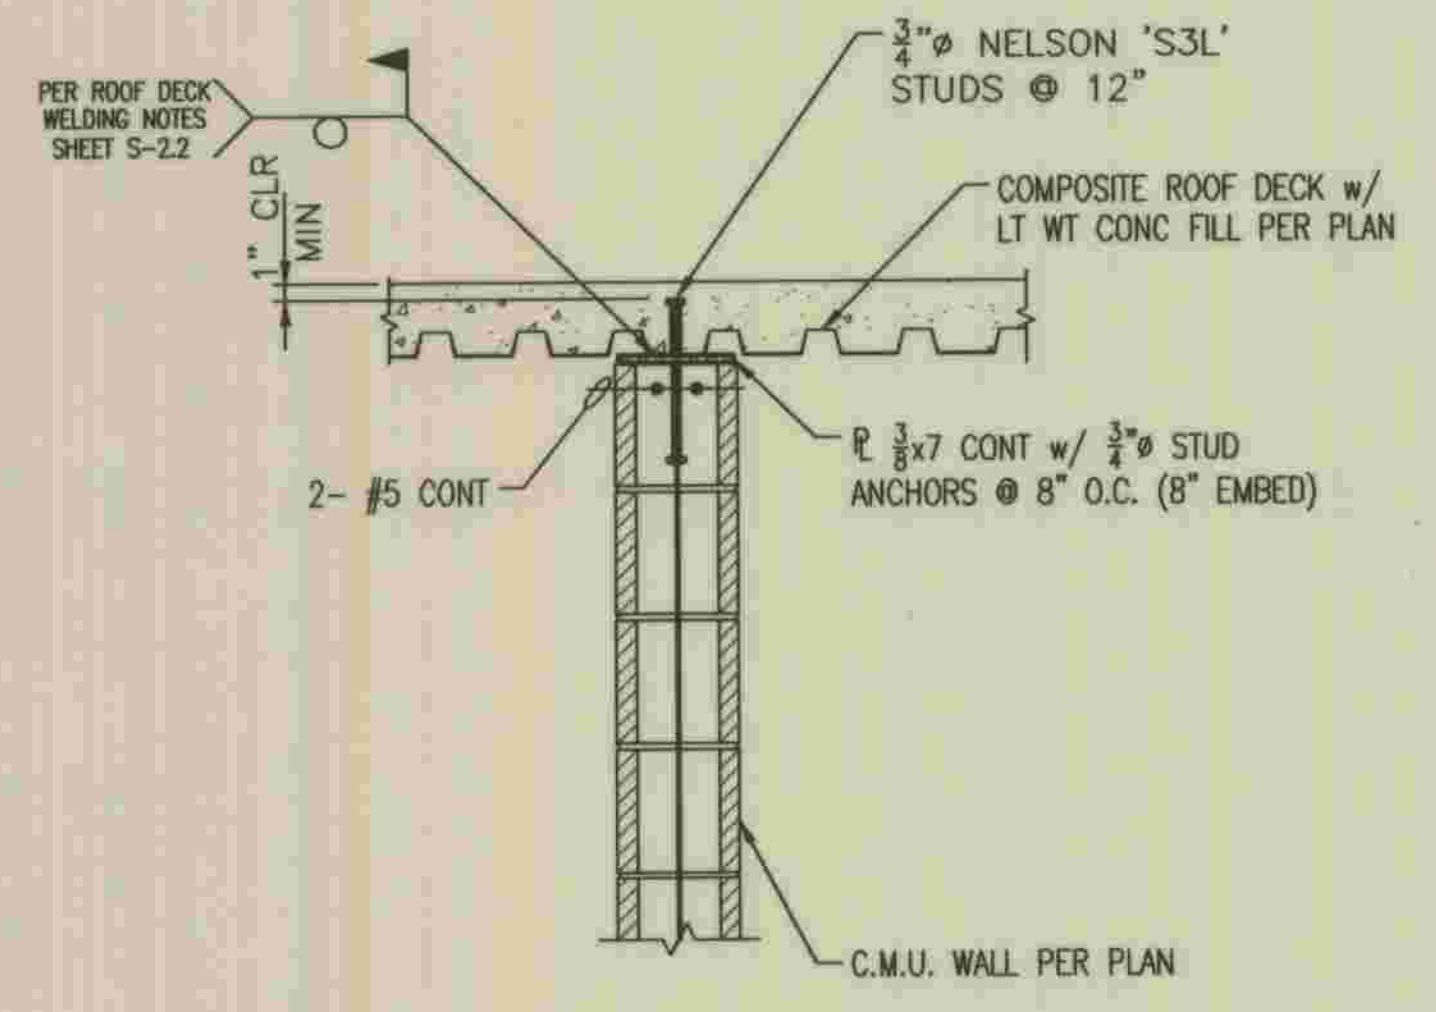 3/4"ø NELSON 'S3L'
STUDS @ 12"
PER ROOF DECK
WELDING NOTES
SHEET S-2.2
1" CLR
MIN
COMPOSITE ROOF DECK w/
LT WT CONC FILL PER PLAN
PL 3/8x7 CONT w/ 3/4"ø STUD
ANCHORS @ 8" O.C. (8" EMBED)
2- #5 CONT
C.M.U. WALL PER PLAN